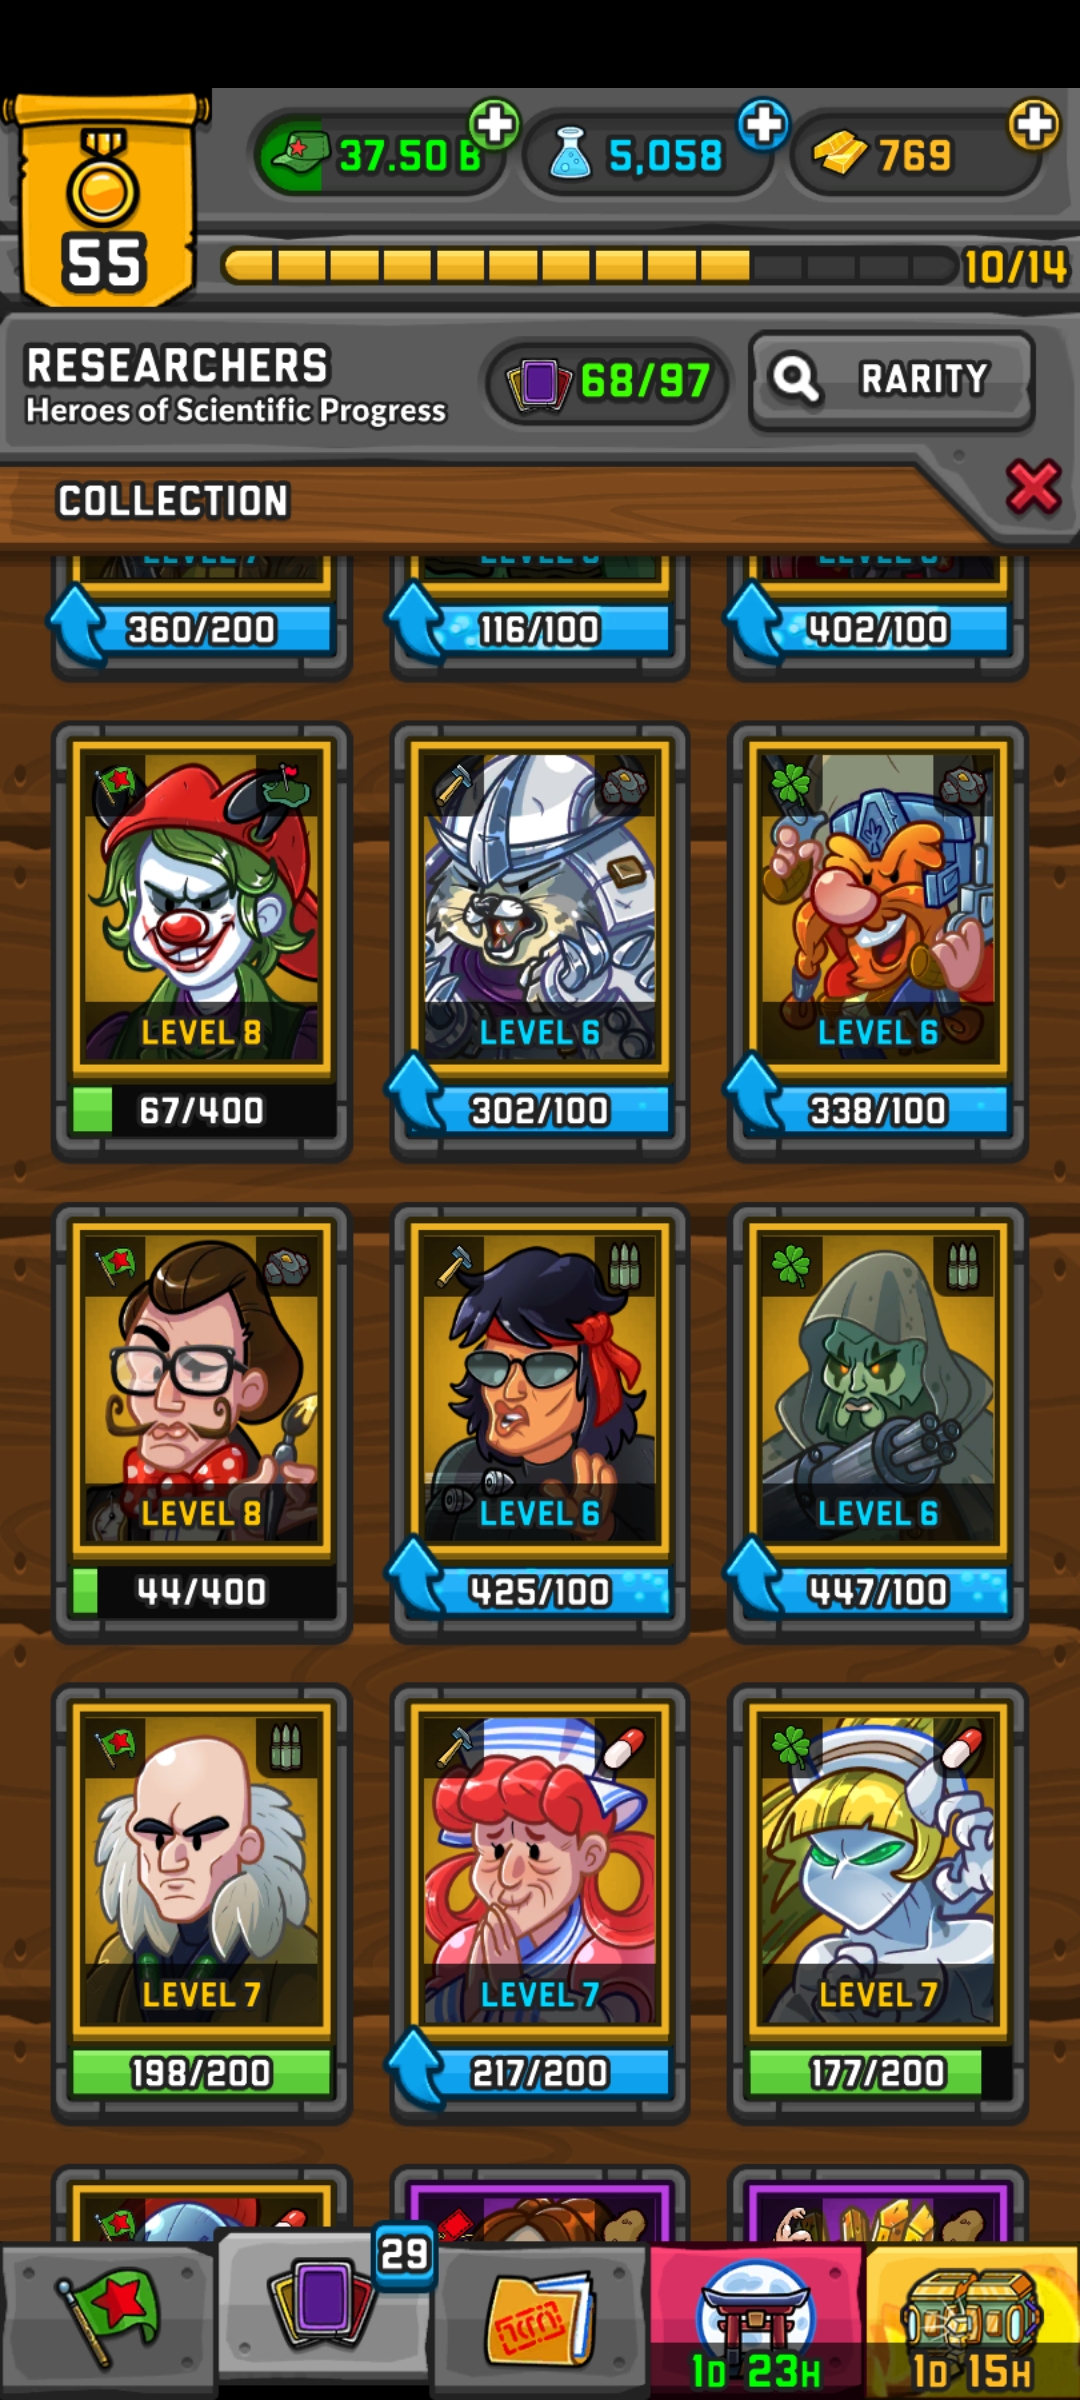 37.50 B
5,058
769
55
10/14
RESEARCHERS
Heroes of Scientific Progress
68/97
RARITY
COLLECTION
LEVEL 7
360/200
116/100
402/100
LEVEL 8
LEVEL 6
LEVEL 6
67/400
302/100
338/100
LEVEL 8
LEVEL 6
LEVEL 6
44/400
425/100
447/100
LEVEL 7
LEVEL 7
LEVEL 7
198/200
217/200
177/200
29
1D 23H
1D 15H